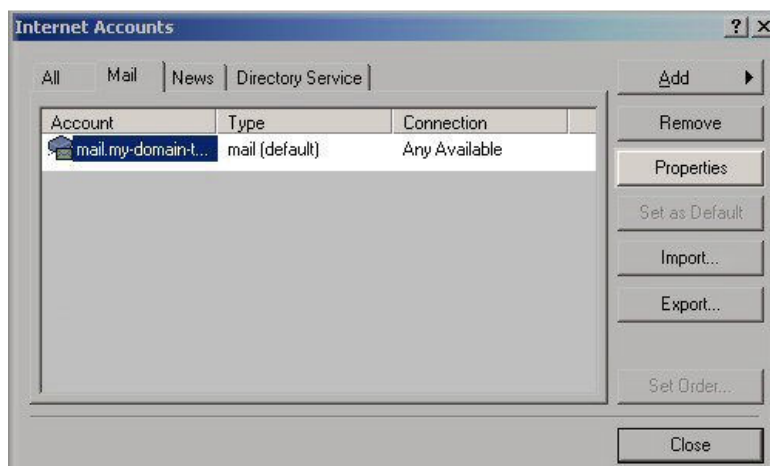 Internet Accounts
?
All Mail News Directory Service
Add
Account Type Connection
Remove
mail.my-domain-t... mail (default) Any Available
Properties
Set as Default
Import...
Export...
Set Order...
Close